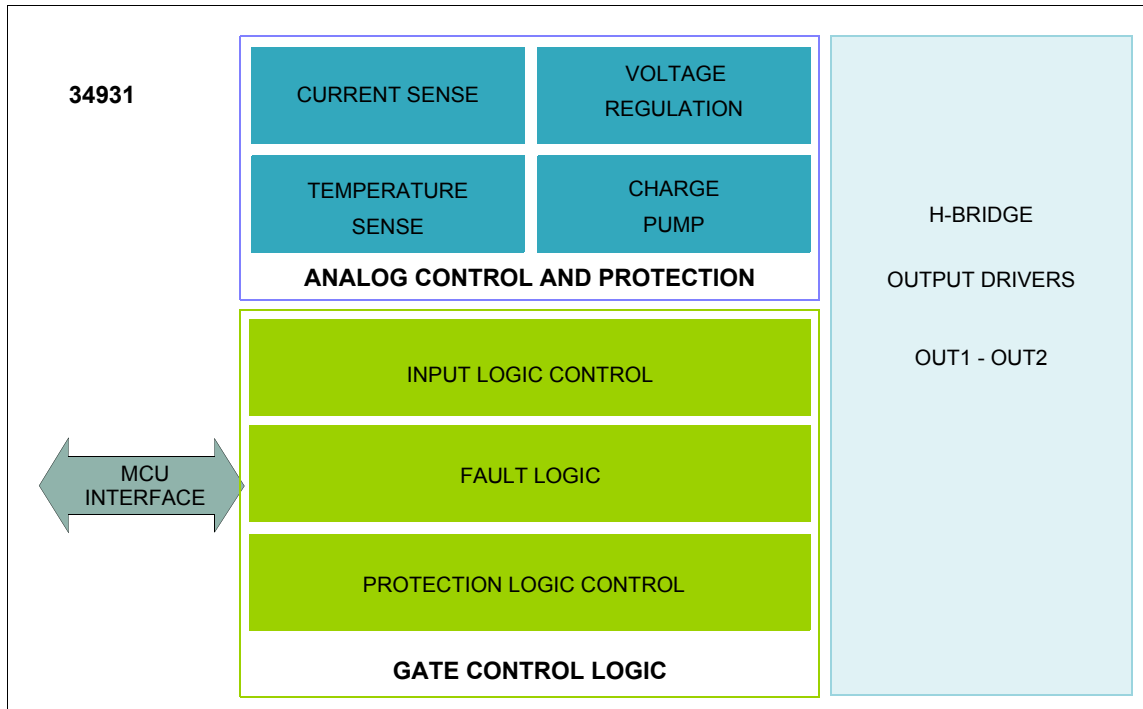 34931
CURRENT SENSE
VOLTAGE
REGULATION
TEMPERATURE
SENSE
CHARGE
PUMP
ANALOG CONTROL AND PROTECTION
H-BRIDGE
OUTPUT DRIVERS
OUT1 - OUT2
INPUT LOGIC CONTROL
MCU
INTERFACE
FAULT LOGIC
PROTECTION LOGIC CONTROL
GATE CONTROL LOGIC